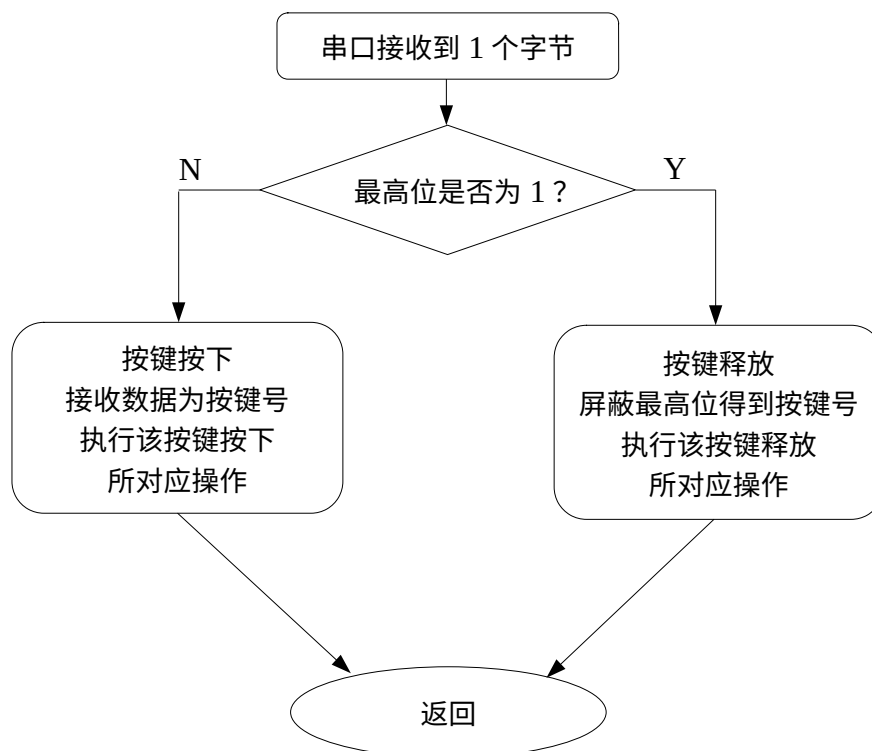 串口接收到 1 个字节
N
Y
最高位是否为 1？
按键按下
接收数据为按键号
执行该按键按下
所对应操作
按键释放
屏蔽最高位得到按键号
执行该按键释放
所对应操作
返回